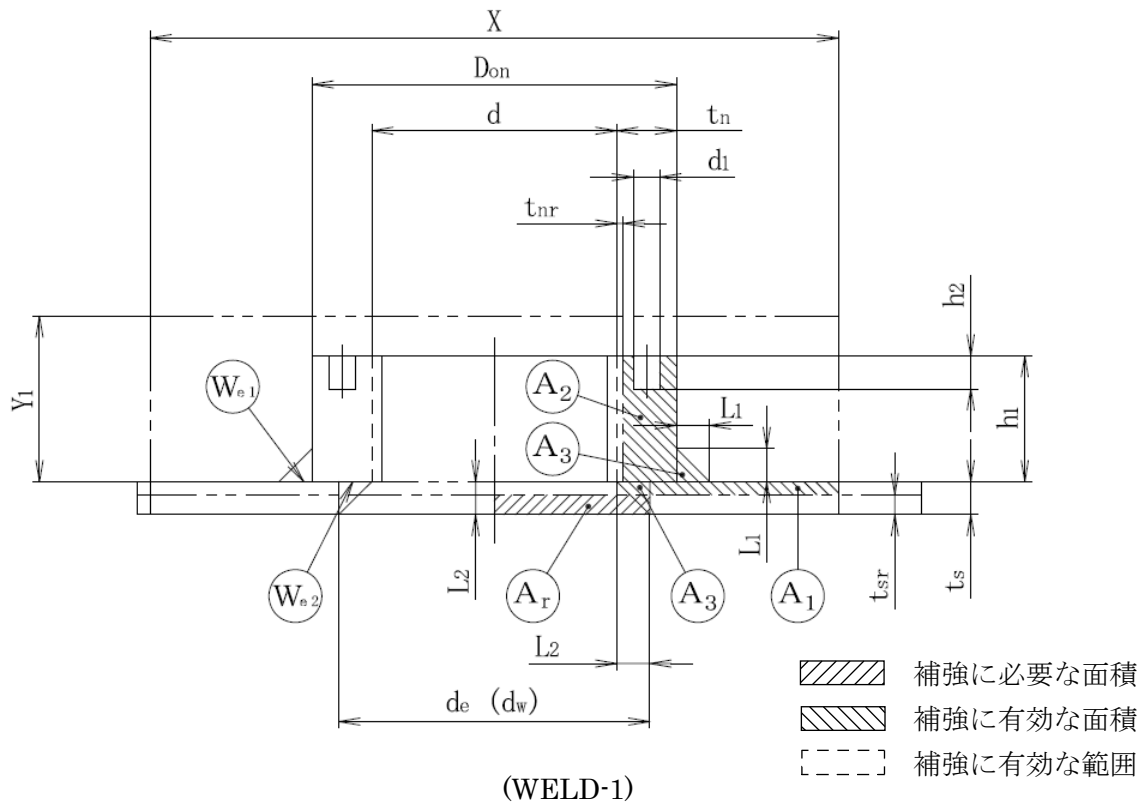 X
Don
d
tn
d1
tnr
h2
Y1
We1
A2
L1
A3
h1
L1
We2
L2
Ar
A3
A1
tsr
ts
L2
de (dw)
補強に必要な面積
補強に有効な面積
補強に有効な範囲
(WELD-1)